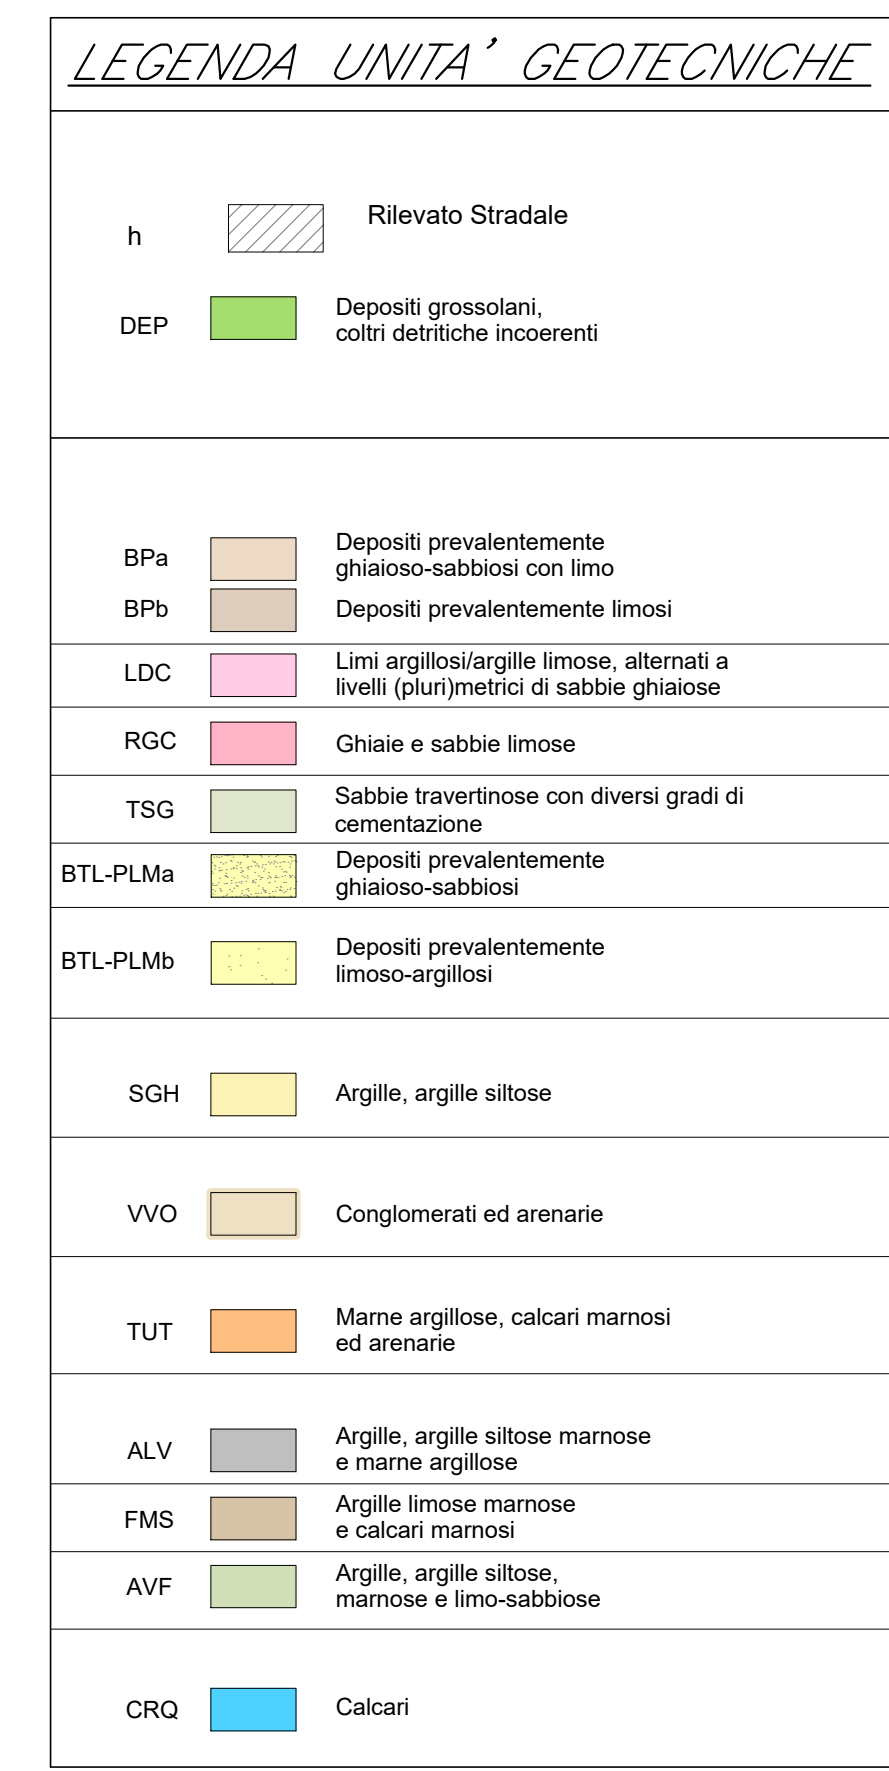 LEGENDA UNITA' GEOTECNICHE
h
Rilevato Stradale
DEP
Depositi grossolani,
coltri detritiche incoerenti
BPa
Depositi prevalentemente
ghiaioso-sabbiosi con limo
BPb
Depositi prevalentemente limosi
LDC
Limi argillosi/argille limose, alternati a
livelli (pluri)metrici di sabbie ghiaiose
RGC
Ghiaie e sabbie limose
TSG
Sabbie travertinose con diversi gradi di
cementazione
BTL-PLMa
Depositi prevalentemente
ghiaioso-sabbiosi
BTL-PLMb
Depositi prevalentemente
limoso-argillosi
SGH
Argille, argille siltose
VVO
Conglomerati ed arenarie
TUT
Marne argillose, calcari marnosi
ed arenarie
ALV
Argille, argille siltose marnose
e marne argillose
FMS
Argille limose marnose
e calcari marnosi
AVF
Argille, argille siltose,
marnose e limo-sabbiose
CRQ
Calcari